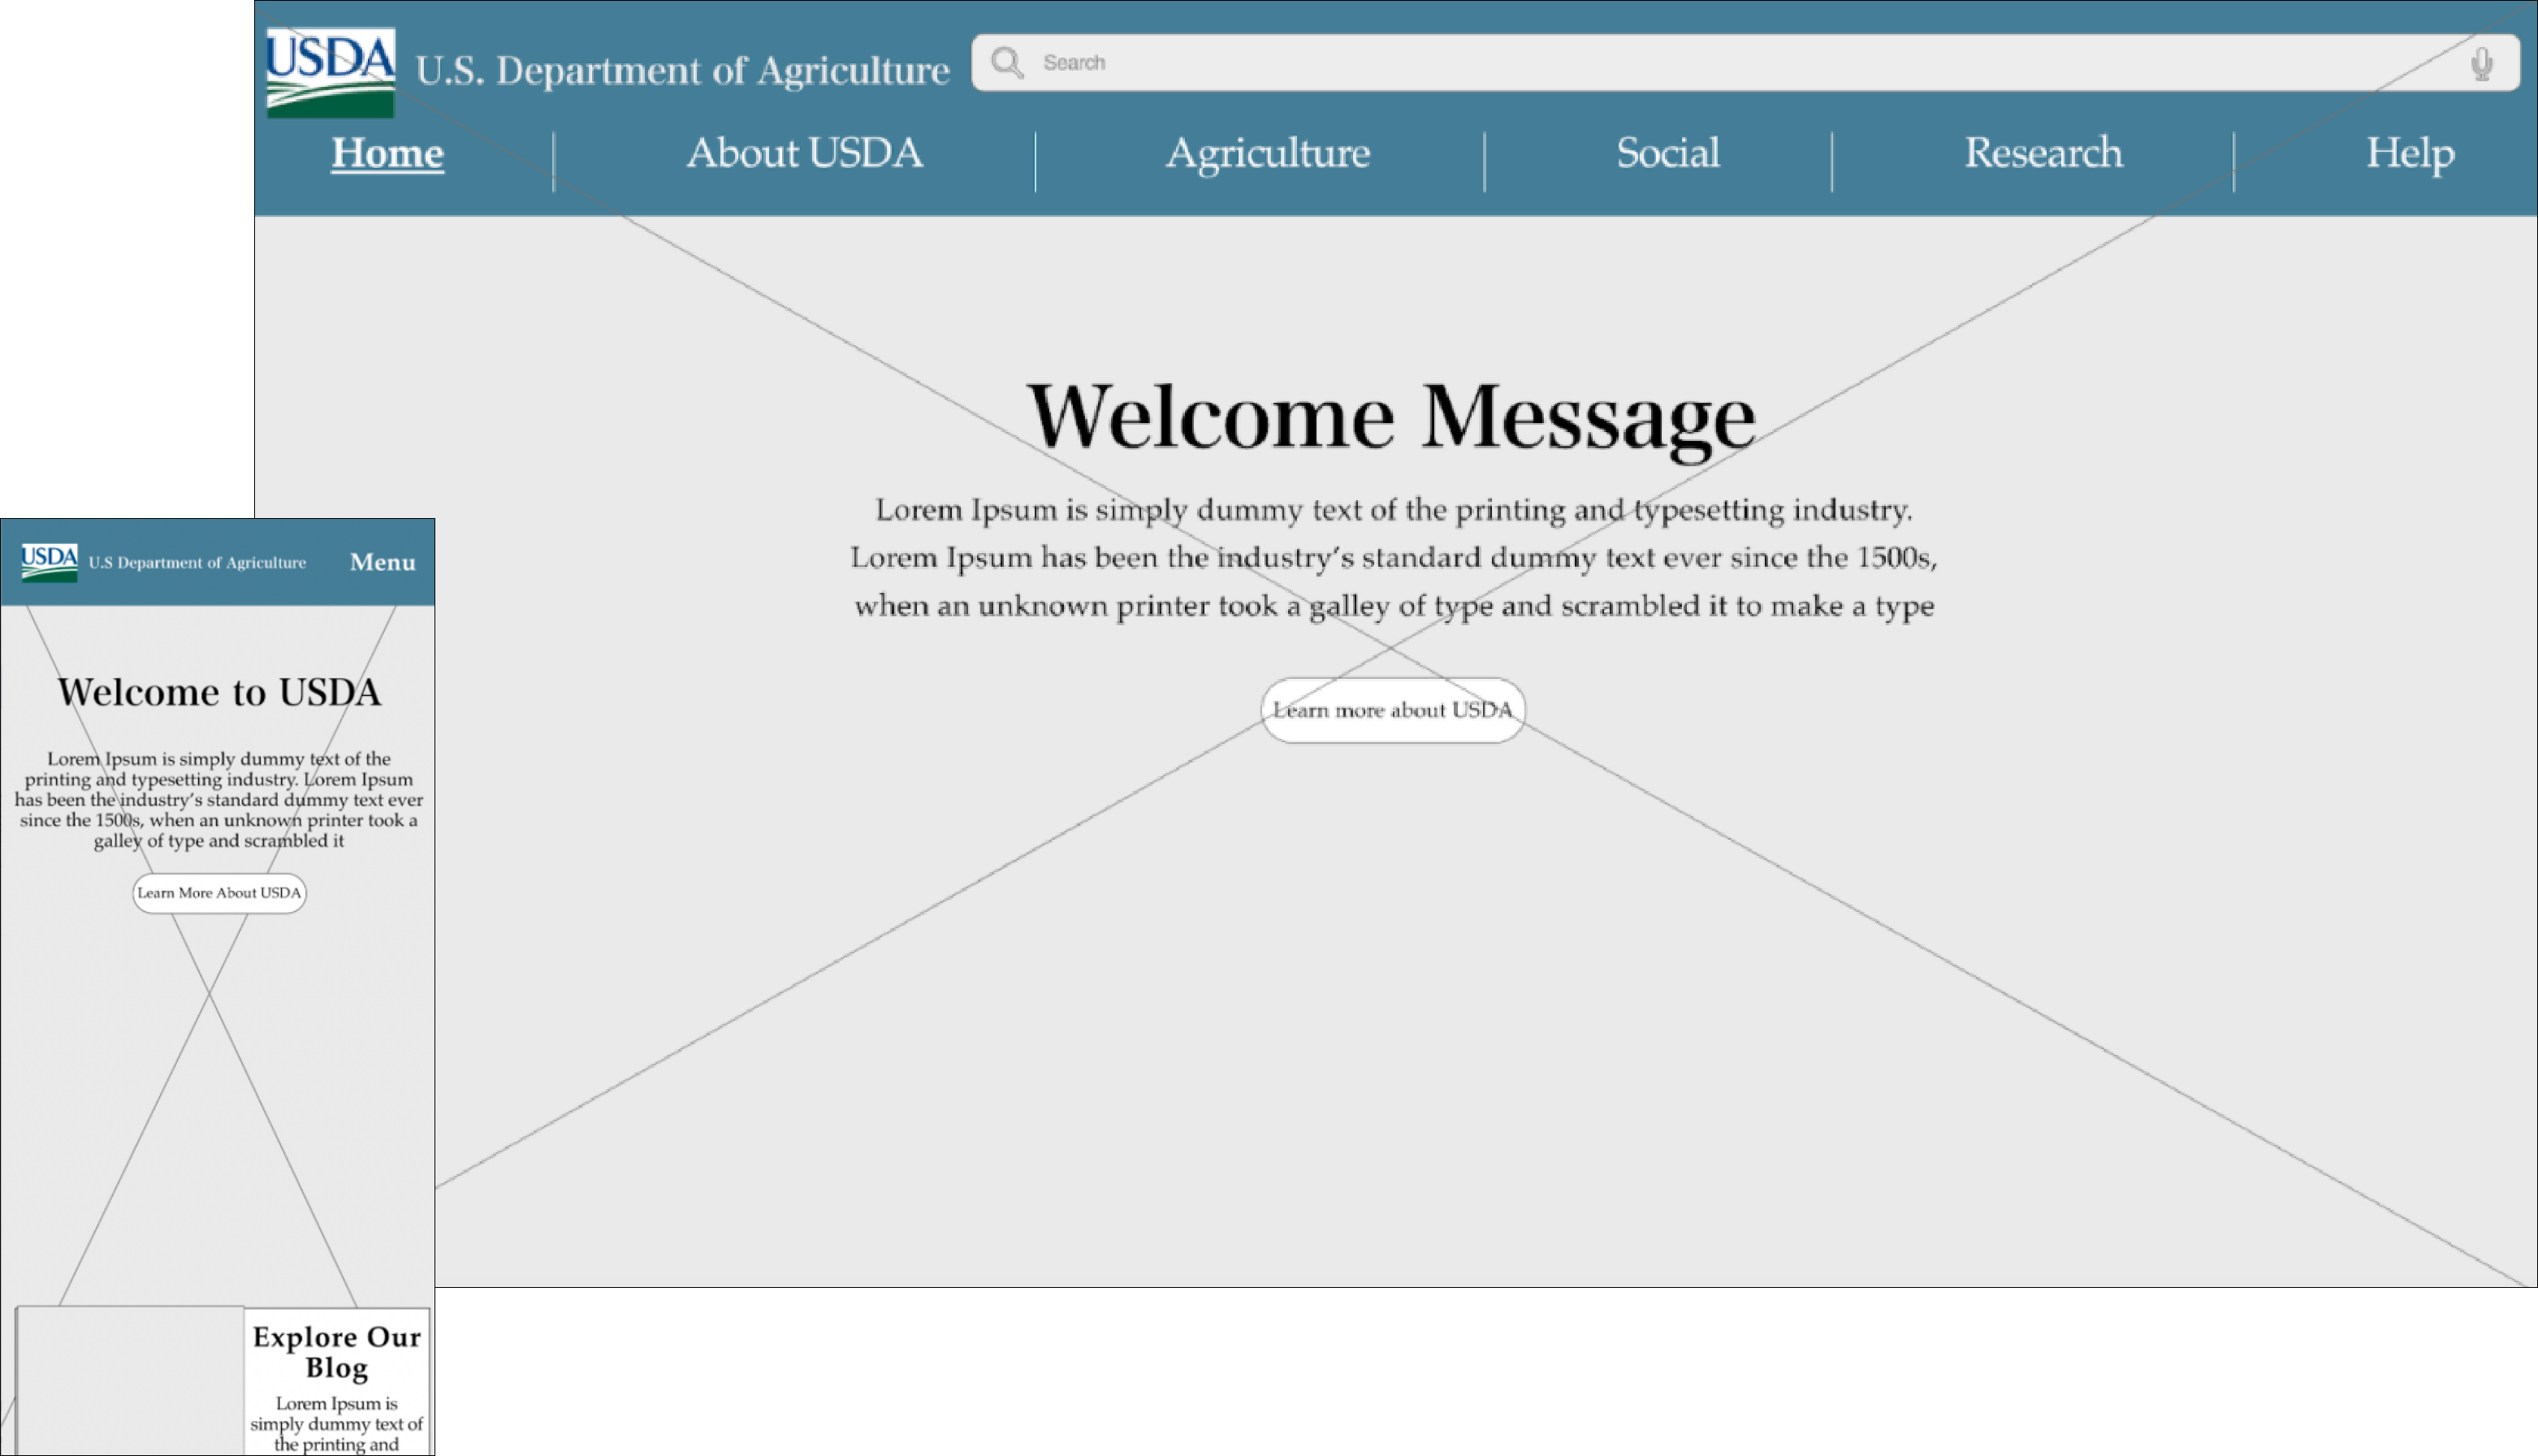 USDA
U.S. Department of Agriculture
Search
Home
About USDA
Agriculture
Social
Research
Help
Welcome Message
Lorem Ipsum is simply dummy text of the printing and typesetting industry.
Lorem Ipsum has been the industry's standard dummy text ever since the 1500s,
when an unknown printer took a galley of type and scrambled it to make a type
Learn more about USDA
USDA
U.S Department of Agriculture
Menu
Welcome to USDA
Lorem Ipsum is simply dummy text of the
printing and typesetting industry. Lorem Ipsum
has been the industry's standard dummy text ever
since the 1500s, when an unknown printer took a
galley of type and scrambled it
Learn More About USDA
Explore Our
Blog
Lorem Ipsum is
simply dummy text of
the printing and